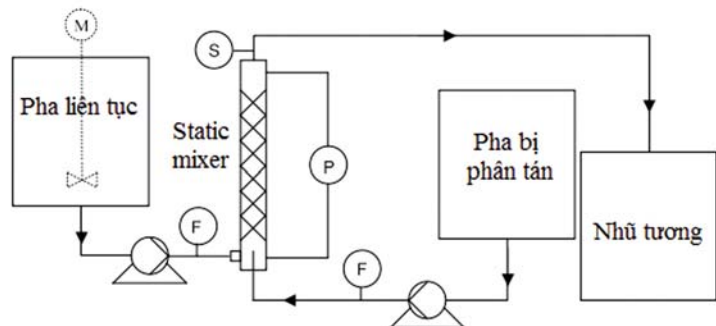 M
S
Pha liên tục
Static
mixer
P
Pha bị
phân tán
Nhũ tương
F
F